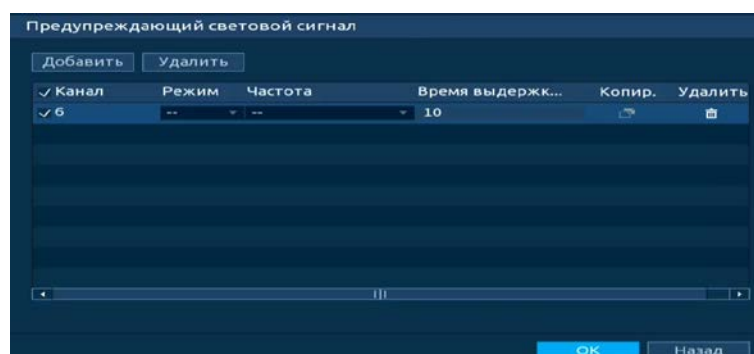 Предупреждающий световой сигнал
Добавить Удалить
Канал Режим Частота Время выдержк... Копир. Удалить
6 -- -- 10
OK Назад